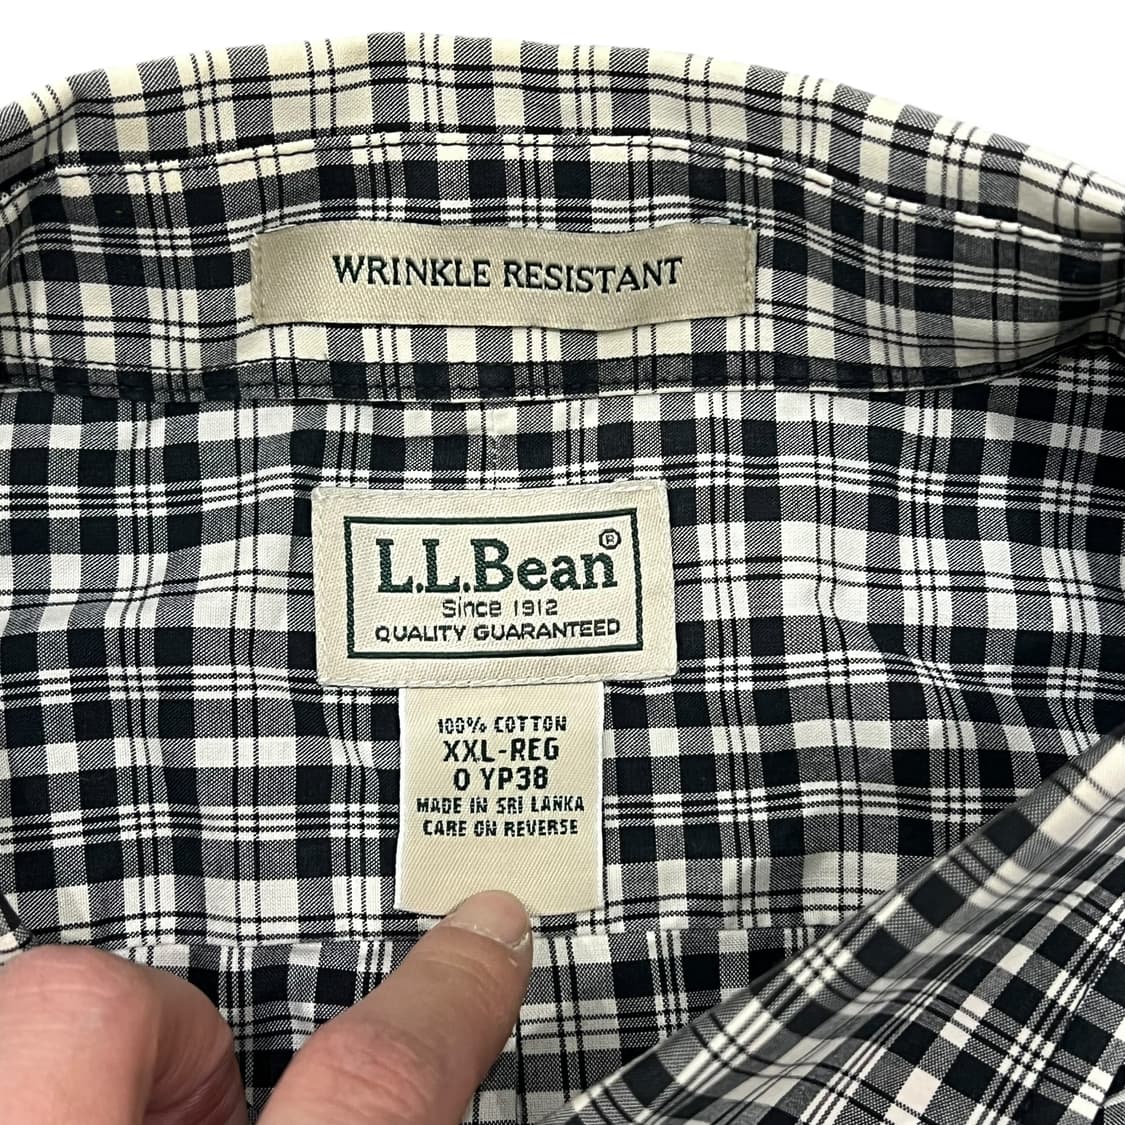 WRINKLE RESISTANT
L.L.Bean®
Since 1912
QUALITY GUARANTEED
100% COTTON
XXL-REG
0 YP38
MADE IN SRI LANKA
CARE ON REVERSE